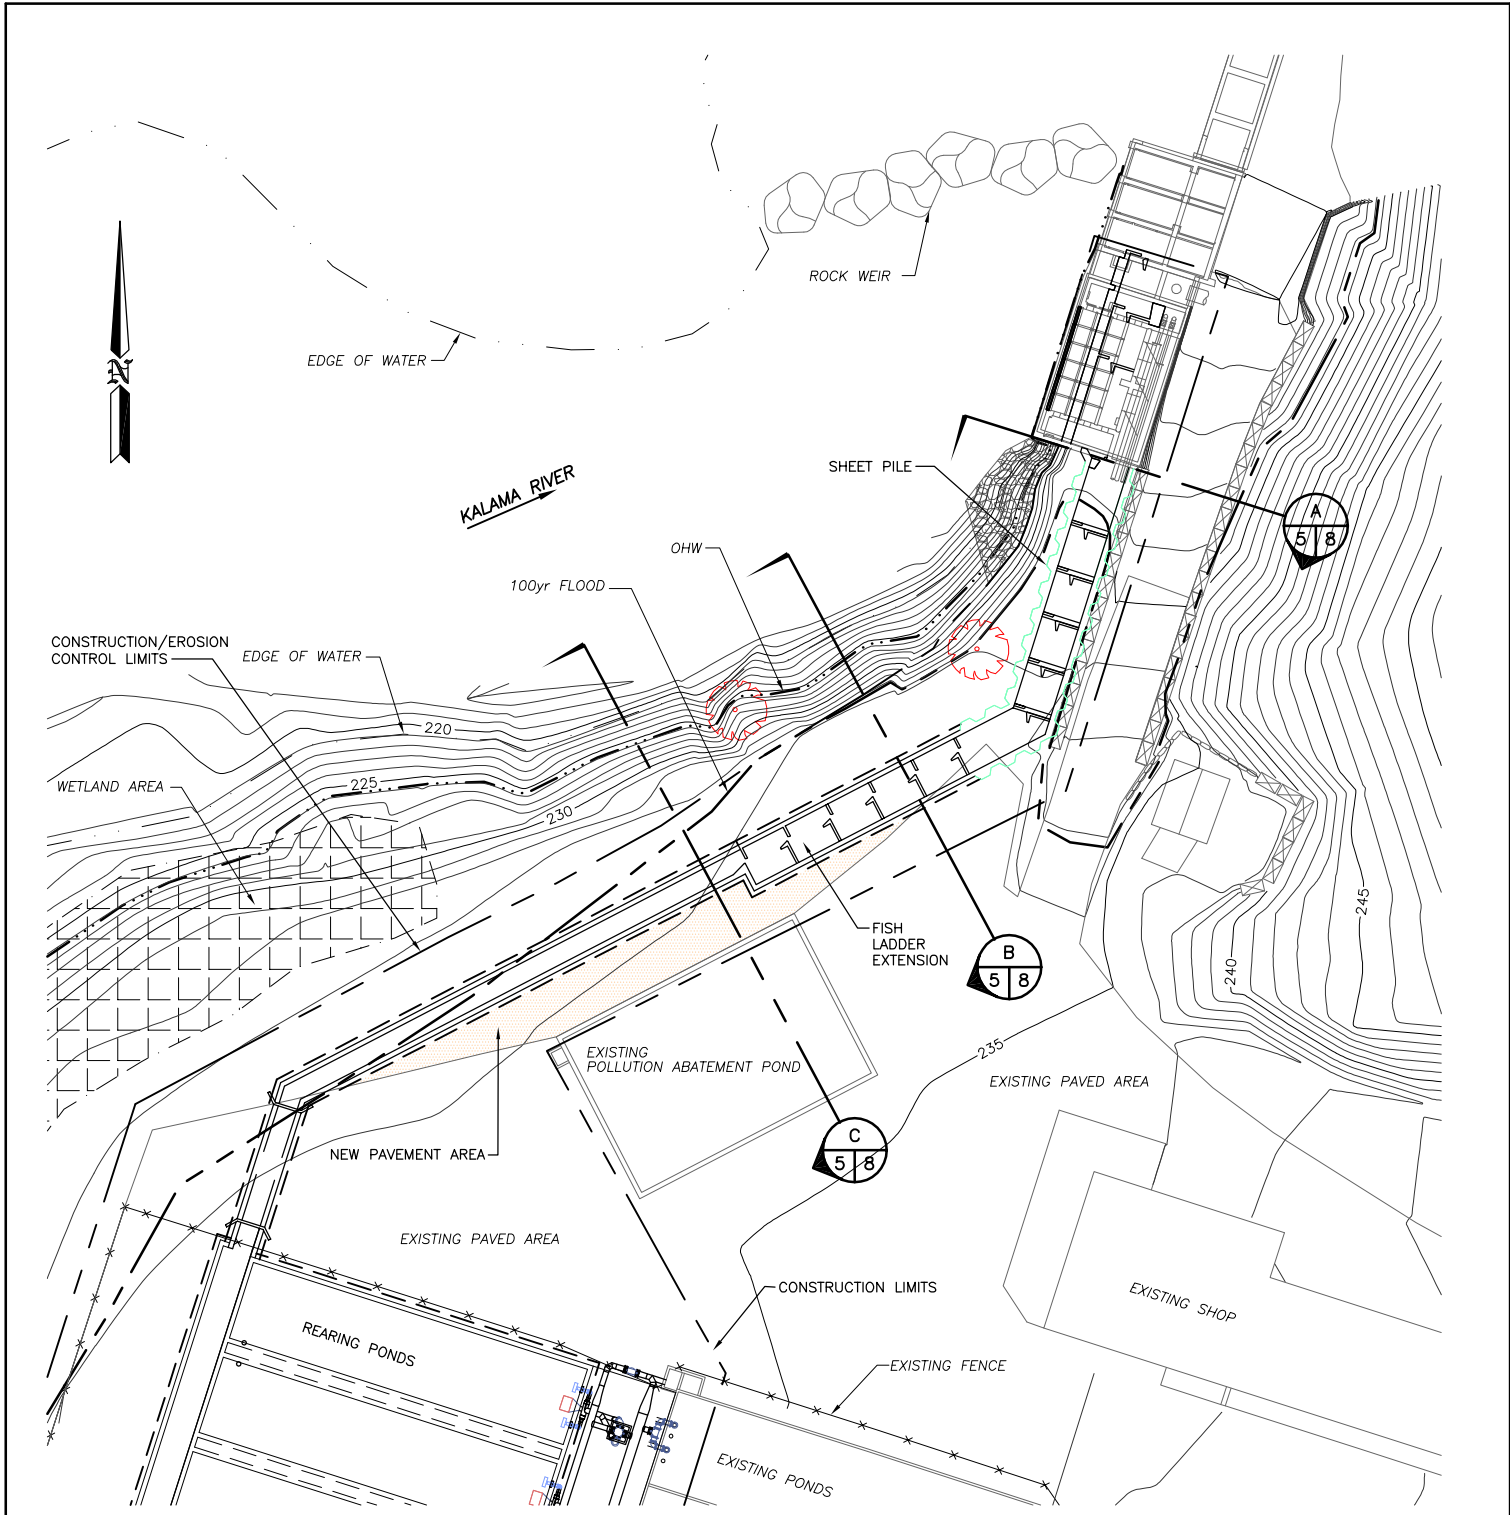 ROCK WEIR
EDGE OF WATER
N
KALAMA RIVER
SHEET PILE
A
5 8
OHW
100yr FLOOD
CONSTRUCTION/EROSION
CONTROL LIMITS
EDGE OF WATER
220
225
WETLAND AREA
230
245
240
FISH
LADDER
EXTENSION
B
5 8
235
EXISTING
POLLUTION ABATEMENT POND
EXISTING PAVED AREA
C
5 8
NEW PAVEMENT AREA
EXISTING PAVED AREA
CONSTRUCTION LIMITS
EXISTING SHOP
REARING PONDS
EXISTING FENCE
EXISTING PONDS